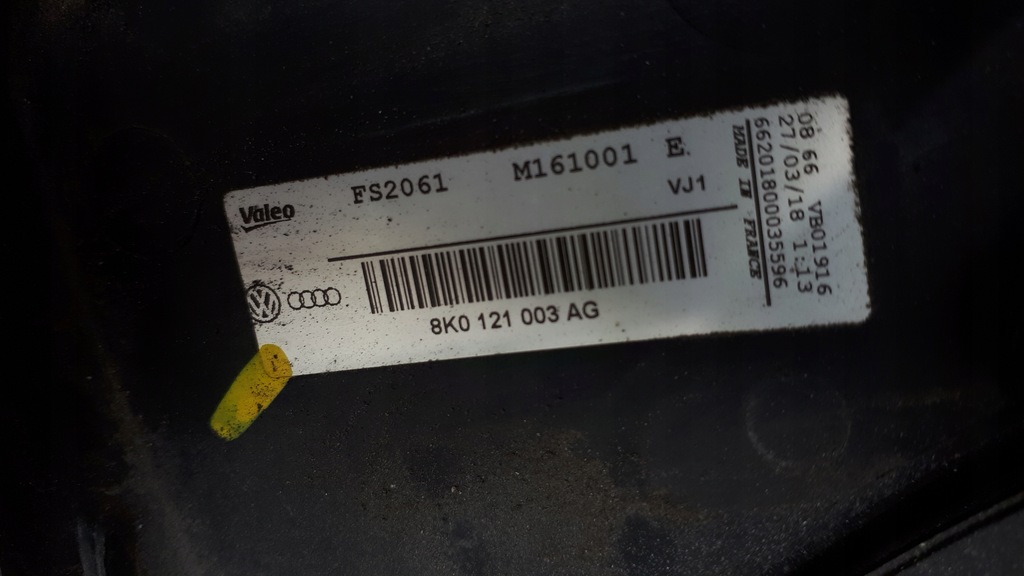 Valeo
FS2061 M161001 E
VJ1
8K0 121 003 AG
MADE IN FRANCE
66201800035596
27/03/18 1:13
08 66 VB01916